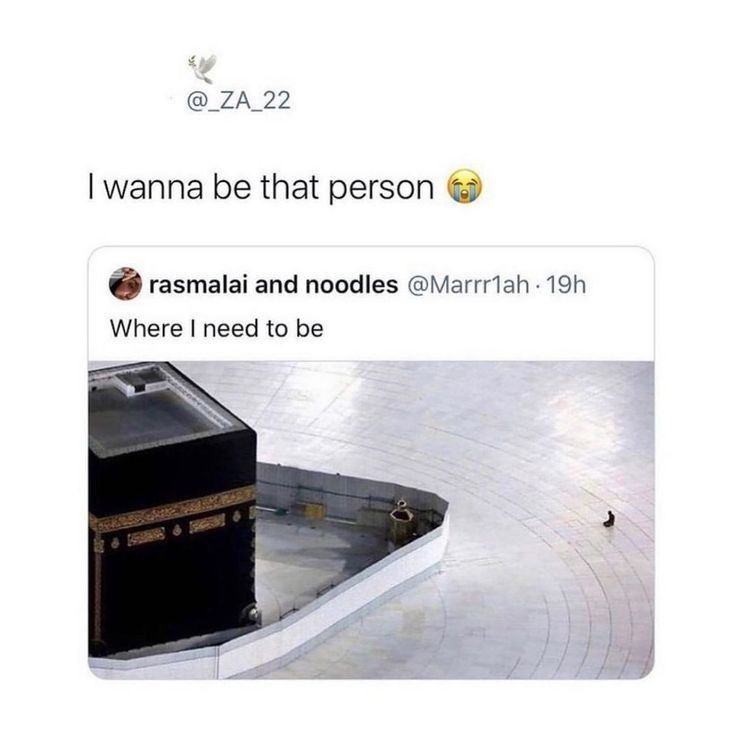 @_ZA_22
I wanna be that person 😭
rasmalai and noodles @Marrr1ah · 19h
Where I need to be